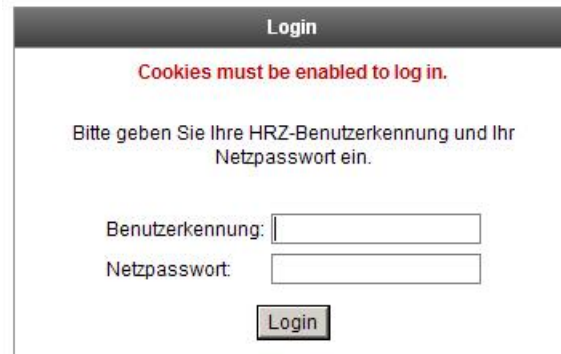 Login
Cookies must be enabled to log in.
Bitte geben Sie Ihre HRZ-Benutzerkennung und Ihr
Netzpasswort ein.
Benutzerkennung:
Netzpasswort:
Login